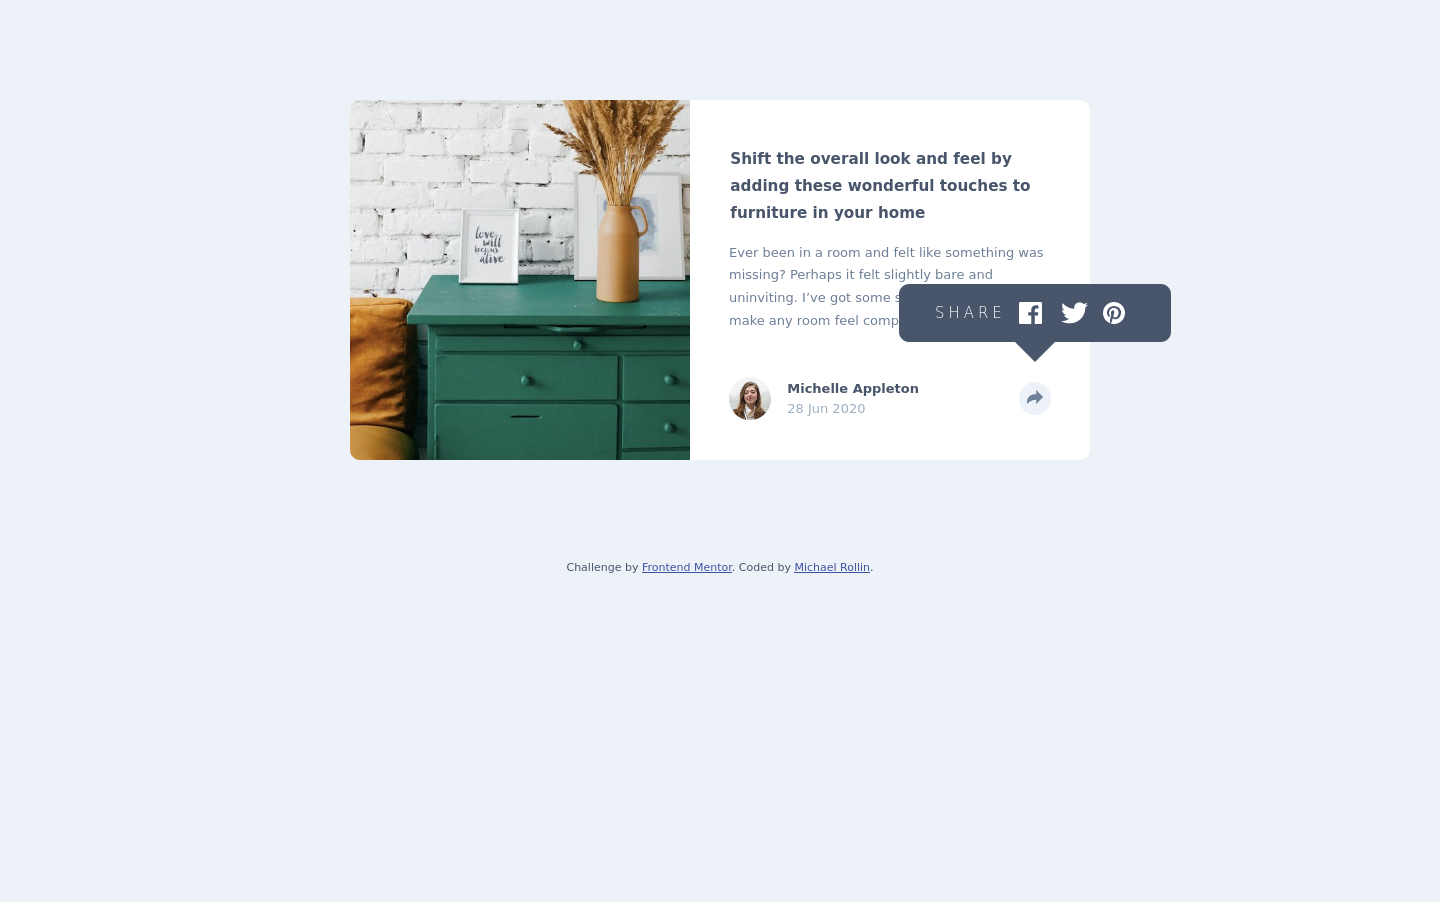 Shift the overall look and feel by
adding these wonderful touches to
furniture in your home
Ever been in a room and felt like something was
missing? Perhaps it felt slightly bare and
uninviting. I’ve got some
make any room feel
SHARE
love
will
keep us
alive
Michelle Appleton
28 Jun 2020
Challenge by Frontend Mentor. Coded by Michael Rollin.